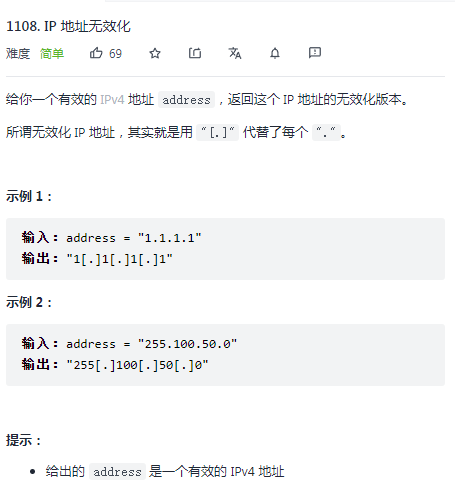 1108. IP 地址无效化
难度 简单 69
给你一个有效的 IPv4 地址 address，返回这个 IP 地址的无效化版本。
所谓无效化 IP 地址，其实就是用 "[.]" 代替了每个 "."。
示例 1：
输入：address = "1.1.1.1"
输出："1[.]1[.]1[.]1"
示例 2：
输入：address = "255.100.50.0"
输出："255[.]100[.]50[.]0"
提示：
• 给出的 address 是一个有效的 IPv4 地址